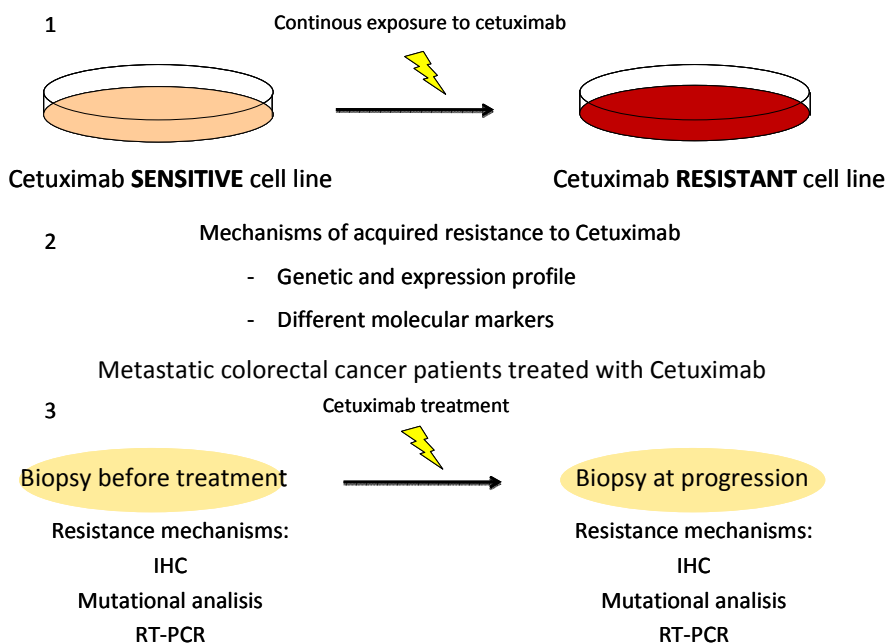 1
Continous exposure to cetuximab
Cetuximab SENSITIVE cell line
Cetuximab RESISTANT cell line
2
Mechanisms of acquired resistance to Cetuximab
- Genetic and expression profile
- Different molecular markers
Metastatic colorectal cancer patients treated with Cetuximab
3
Cetuximab treatment
Biopsy before treatment
Resistance mechanisms:
IHC
Mutational analisis
RT-PCR
Biopsy at progression
Resistance mechanisms:
IHC
Mutational analisis
RT-PCR